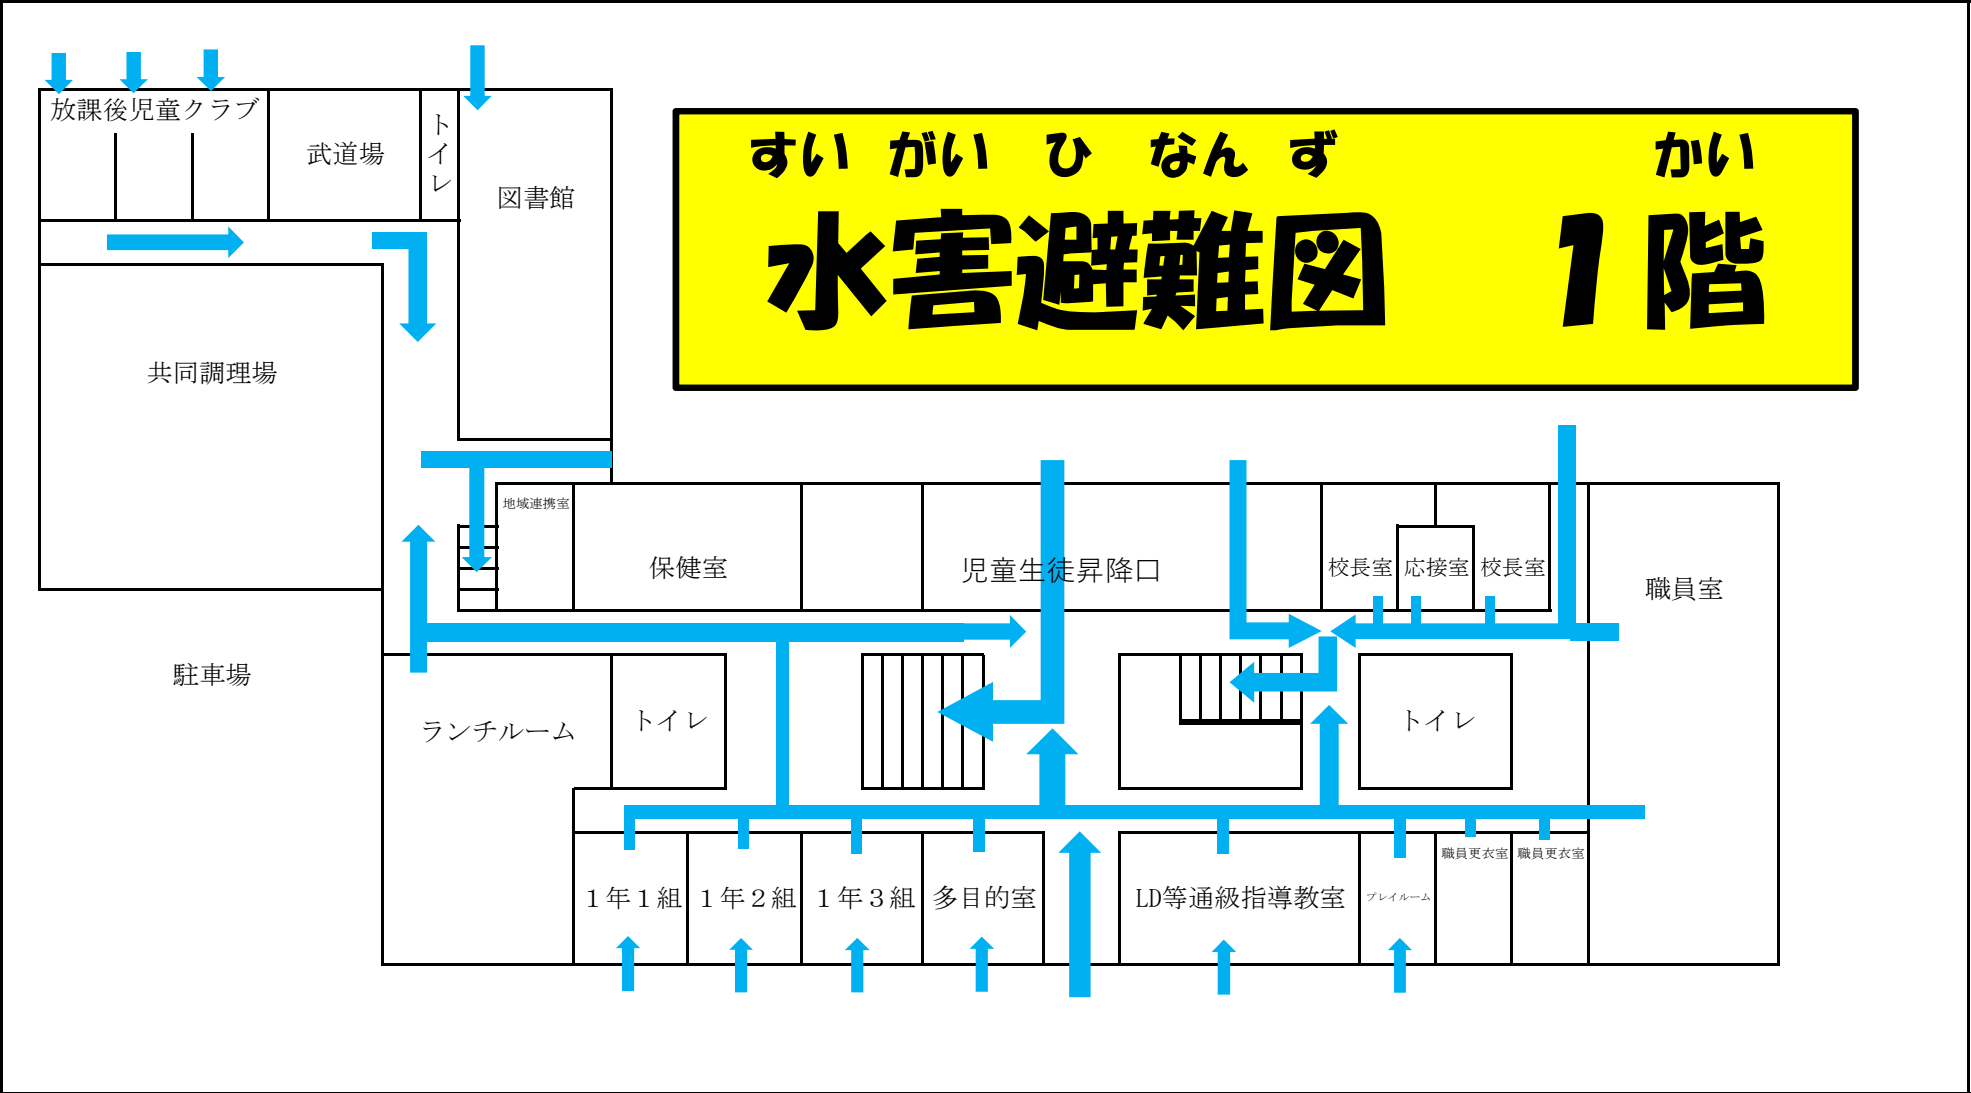 すい がい ひ なん ず かい
水害避難図 1階
放課後児童クラブ
武道場
トイレ
図書館
共同調理場
地域連携室
保健室
児童生徒昇降口
校長室
応接室
校長室
職員室
駐車場
ランチルーム
トイレ
トイレ
1年1組
1年2組
1年3組
多目的室
LD等通級指導教室
プレイルーム
職員更衣室
職員更衣室